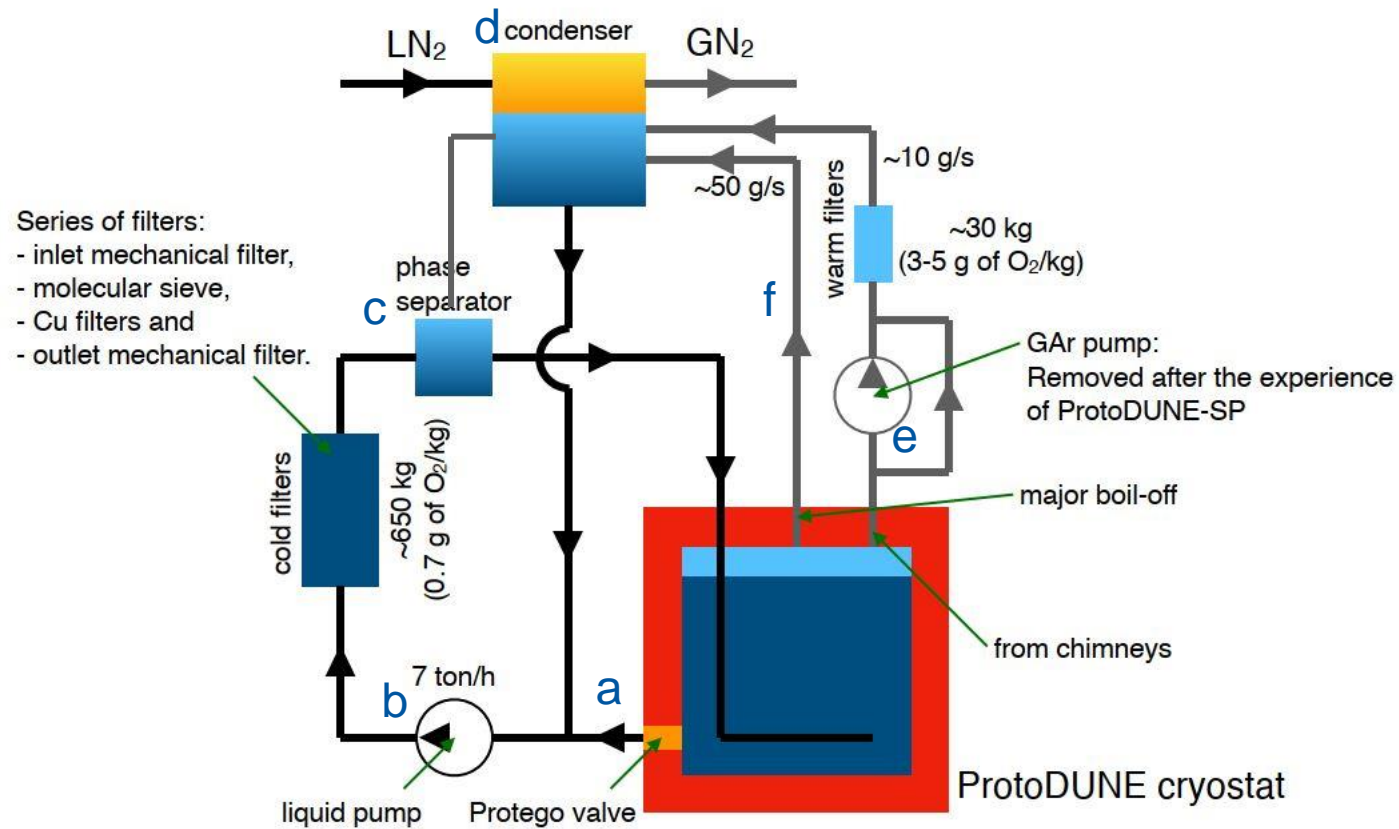 d condenser
LN₂
GN₂
~10 g/s
~50 g/s
warm filters
~30 kg
(3-5 g of O₂/kg)
Series of filters:
- inlet mechanical filter,
- molecular sieve,
- Cu filters and
- outlet mechanical filter.
phase
separator
c
f
GAr pump:
Removed after the experience
of ProtoDUNE-SP
e
cold filters
~650 kg
(0.7 g of O₂/kg)
major boil-off
from chimneys
7 ton/h
b
a
liquid pump
Protego valve
ProtoDUNE cryostat